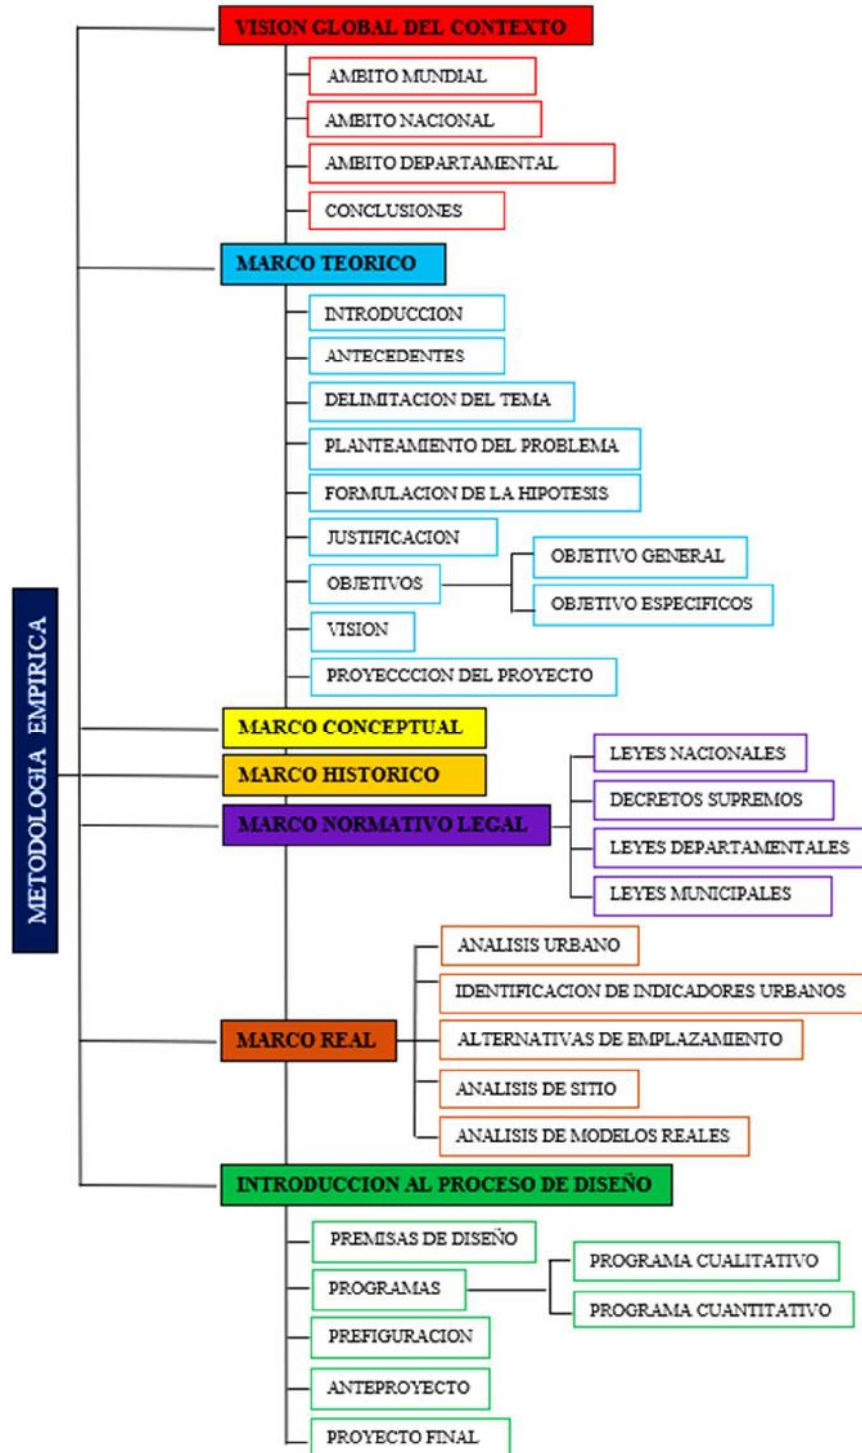 METODOLOGIA EMPIRICA
VISION GLOBAL DEL CONTEXTO
AMBITO MUNDIAL
AMBITO NACIONAL
AMBITO DEPARTAMENTAL
CONCLUSIONES
MARCO TEORICO
INTRODUCCION
ANTECEDENTES
DELIMITACION DEL TEMA
PLANTEAMIENTO DEL PROBLEMA
FORMULACION DE LA HIPOTESIS
JUSTIFICACION
OBJETIVOS
OBJETIVO GENERAL
OBJETIVO ESPECIFICOS
VISION
PROYECCCION DEL PROYECTO
MARCO CONCEPTUAL
MARCO HISTORICO
MARCO NORMATIVO LEGAL
LEYES NACIONALES
DECRETOS SUPREMOS
LEYES DEPARTAMENTALES
LEYES MUNICIPALES
MARCO REAL
ANALISIS URBANO
IDENTIFICACION DE INDICADORES URBANOS
ALTERNATIVAS DE EMPLAZAMIENTO
ANALISIS DE SITIO
ANALISIS DE MODELOS REALES
INTRODUCCION AL PROCESO DE DISEÑO
PREMISAS DE DISEÑO
PROGRAMAS
PROGRAMA CUALITATIVO
PROGRAMA CUANTITATIVO
PREFIGURACION
ANTEPROYECTO
PROYECTO FINAL